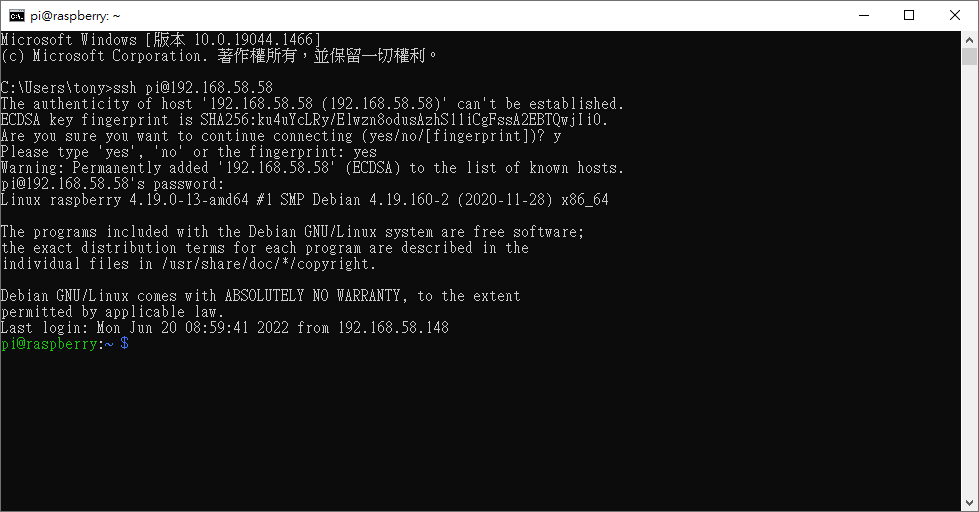 pi@raspberry: ~
Microsoft Windows [版本 10.0.19044.1466]
(c) Microsoft Corporation. 著作權所有，並保留一切權利。
C:\Users\tony>ssh pi@192.168.58.58
The authenticity of host '192.168.58.58 (192.168.58.58)' can't be established.
ECDSA key fingerprint is SHA256:ku4uYcLRy/E1wzn8odusAzhS11iCgFssA2EBTQwjIi0.
Are you sure you want to continue connecting (yes/no/[fingerprint])? y
Please type 'yes', 'no' or the fingerprint: yes
Warning: Permanently added '192.168.58.58' (ECDSA) to the list of known hosts.
pi@192.168.58.58's password:
Linux raspberry 4.19.0-13-amd64 #1 SMP Debian 4.19.160-2 (2020-11-28) x86_64
The programs included with the Debian GNU/Linux system are free software;
the exact distribution terms for each program are described in the
individual files in /usr/share/doc/*/copyright.
Debian GNU/Linux comes with ABSOLUTELY NO WARRANTY, to the extent
permitted by applicable law.
Last login: Mon Jun 20 08:59:41 2022 from 192.168.58.148
pi@raspberry:~ $